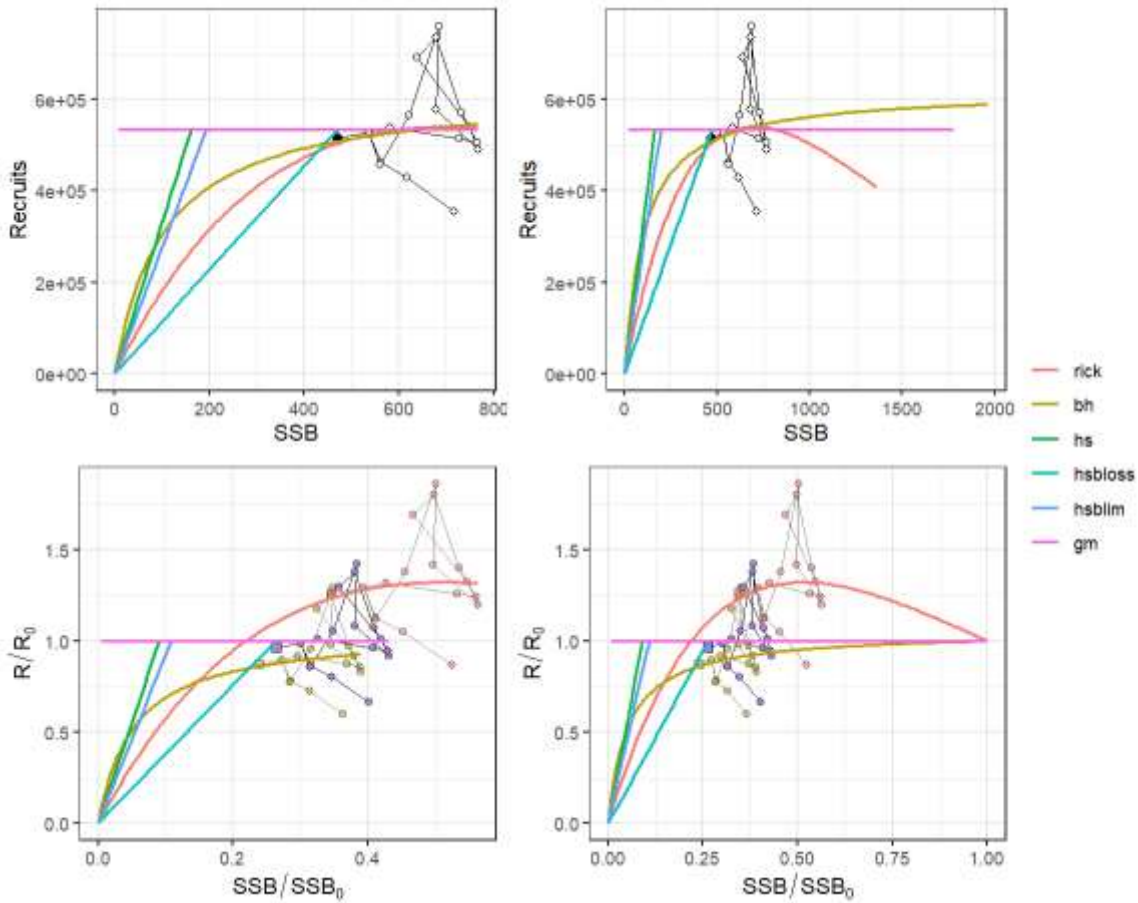 Recruits
6e+05
4e+05
2e+05
0e+00
0
200
400
600
800
SSB
Recruits
6e+05
4e+05
2e+05
0e+00
0
500
1000
1500
2000
SSB
rick
bh
hs
hsbloss
hsblim
gm
R/R₀
1.5
1.0
0.5
0.0
0.0
0.2
0.4
SSB/SSB₀
R/R₀
1.5
1.0
0.5
0.0
0.00
0.25
0.50
0.75
1.00
SSB/SSB₀